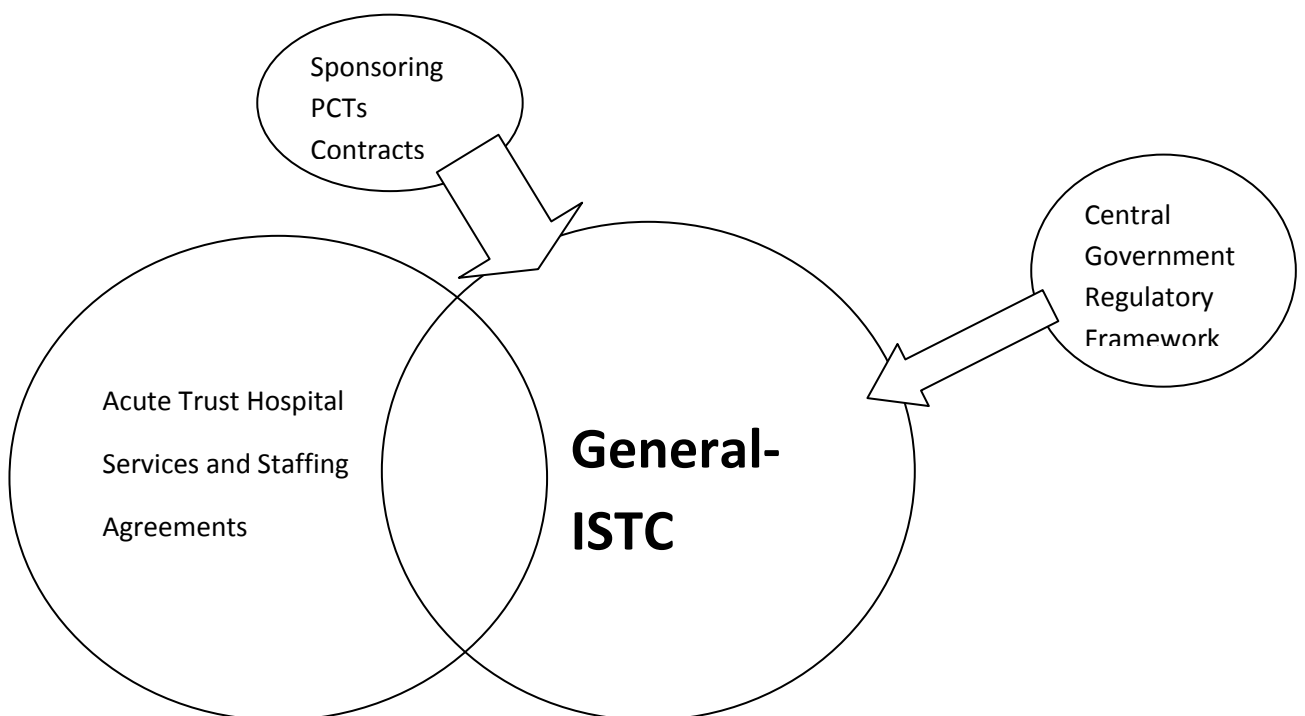 Sponsoring
PCTs
Contracts
Central
Government
Regulatory
Framework
Acute Trust Hospital
Services and Staffing
Agreements
General-
ISTC